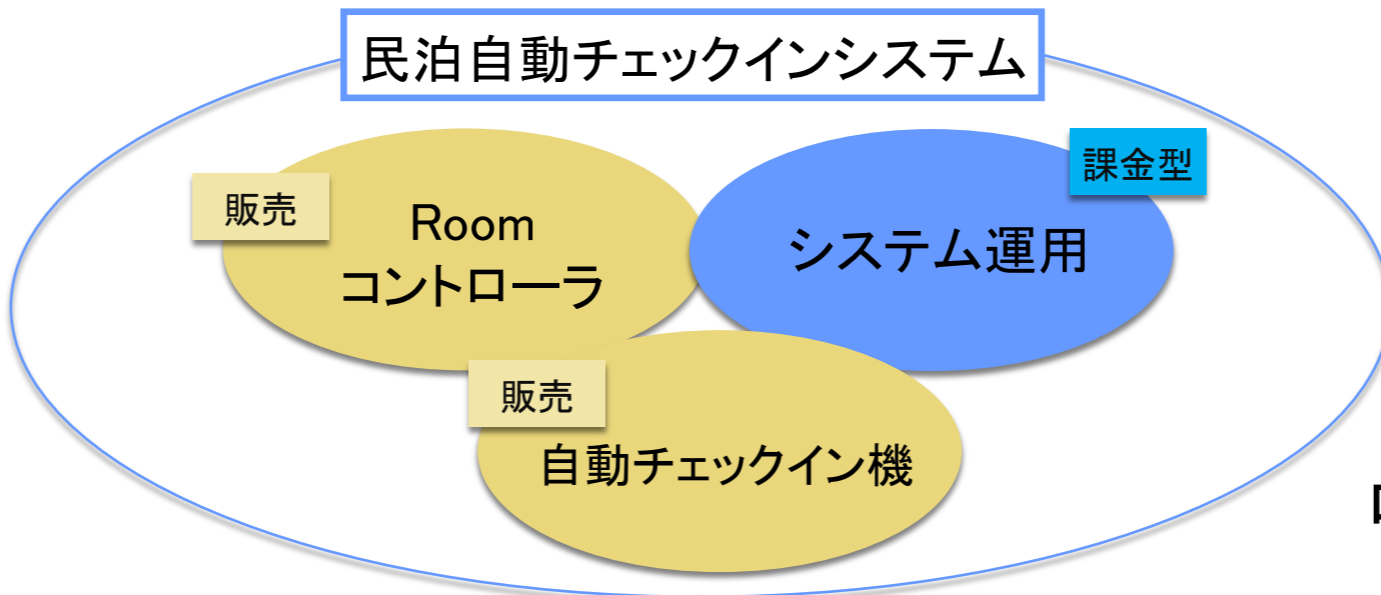 民泊自動チェックインシステム
販売
Room
コントローラ
課金型
システム運用
販売
自動チェックイン機